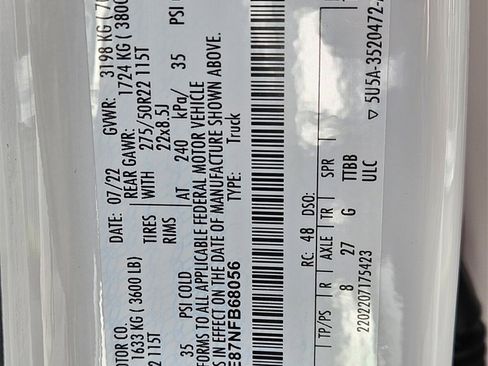 OTOR CO.
DATE: 07/22 GVWR: 3198 KG (70
1633 KG (3600 LB) REAR GAWR: 1724 KG (3800
22 115T TIRES WITH 275/50R22 115T
RIMS 22x8.5J
35 PSI COLD AT 240 kPa/ 35 PSI
FORMS TO ALL APPLICABLE FEDERAL MOTOR VEHICLE
S IN EFFECT ON THE DATE OF MANUFACTURE SHOWN ABOVE.
E87NFB68056 TYPE: Truck
RC: 48 DSO:
TP/PS R AXLE TR SPR
8 27 G TTBB
2202207175423 ULC
▽ 5U5A-3520472-